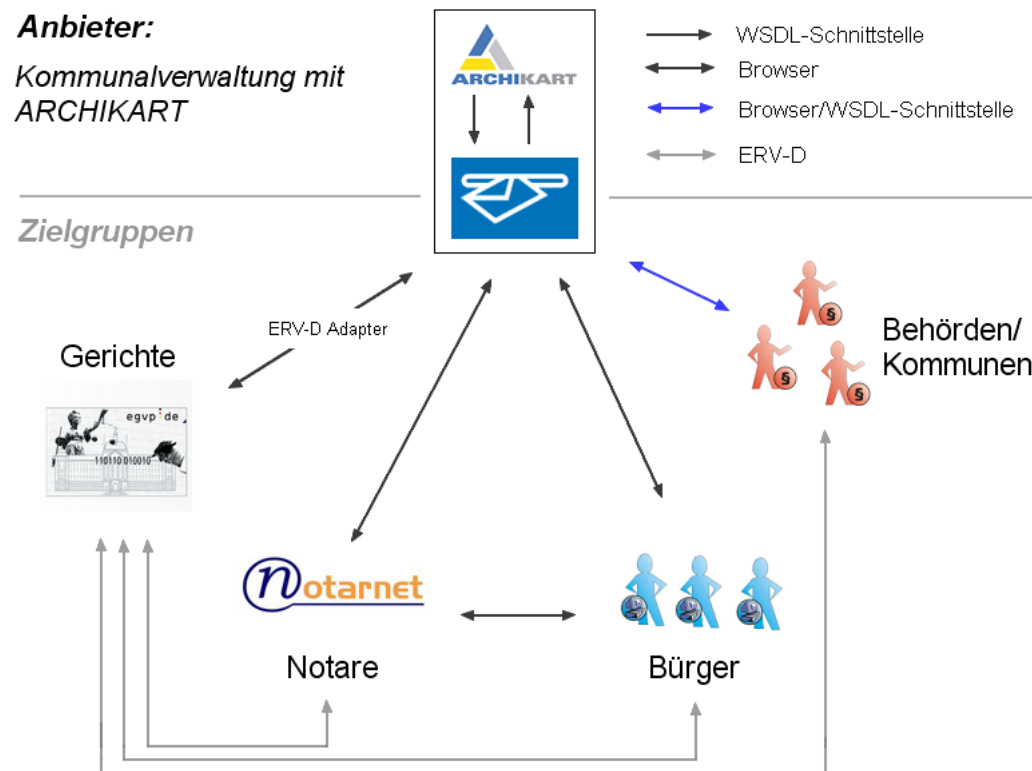 Anbieter:
Kommunalverwaltung mit
ARCHIKART
ARCHIKART
WSDL-Schnittstelle
Browser
Browser/WSDL-Schnittstelle
ERV-D
Zielgruppen
ERV-D Adapter
Gerichte
egvp de
110110 010010
Behörden/
Kommunen
§
§
§
notarnet
Notare
Bürger